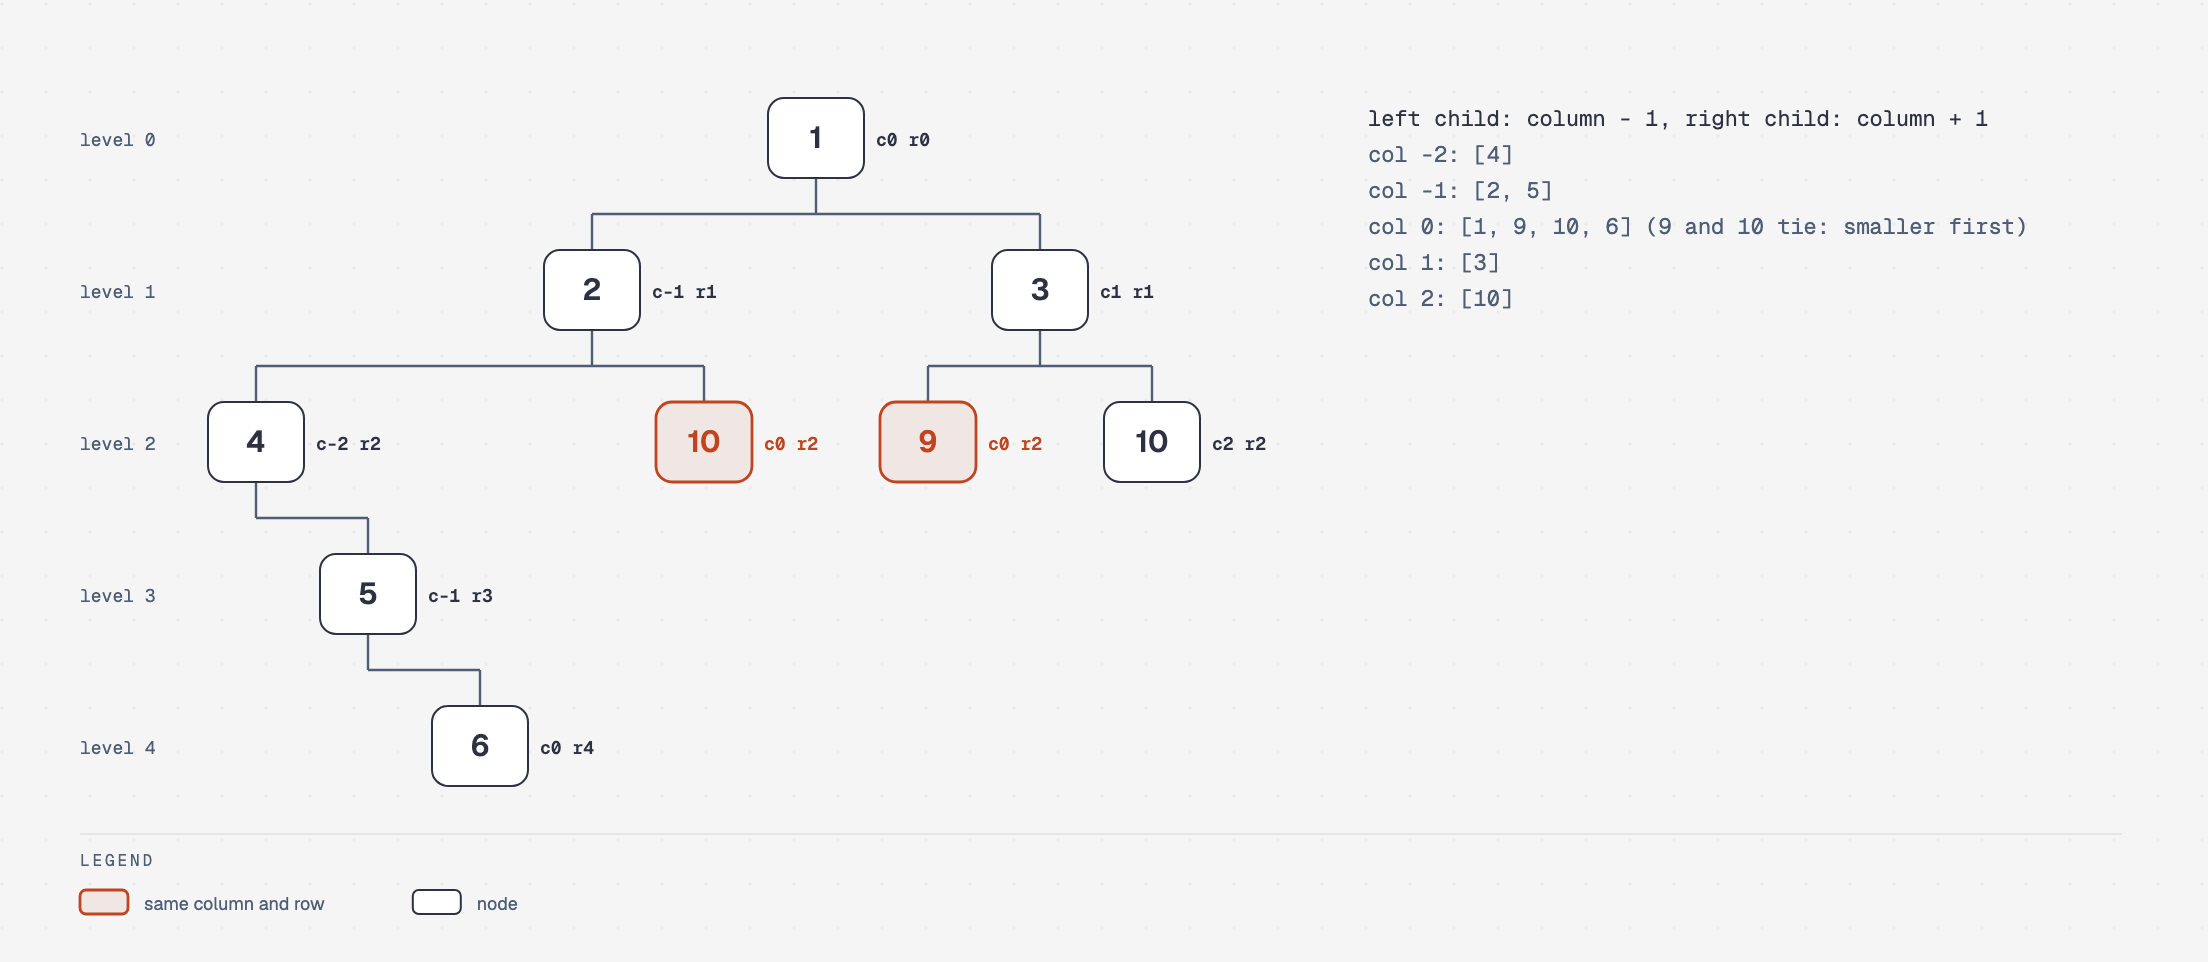 level 0
1
c0 r0
left child: column - 1, right child: column + 1
col -2: [4]
col -1: [2, 5]
col 0: [1, 9, 10, 6] (9 and 10 tie: smaller first)
col 1: [3]
col 2: [10]
level 1
2
c-1 r1
3
c1 r1
level 2
4
c-2 r2
10
c0 r2
9
c0 r2
10
c2 r2
level 3
5
c-1 r3
level 4
6
c0 r4
LEGEND
same column and row
node